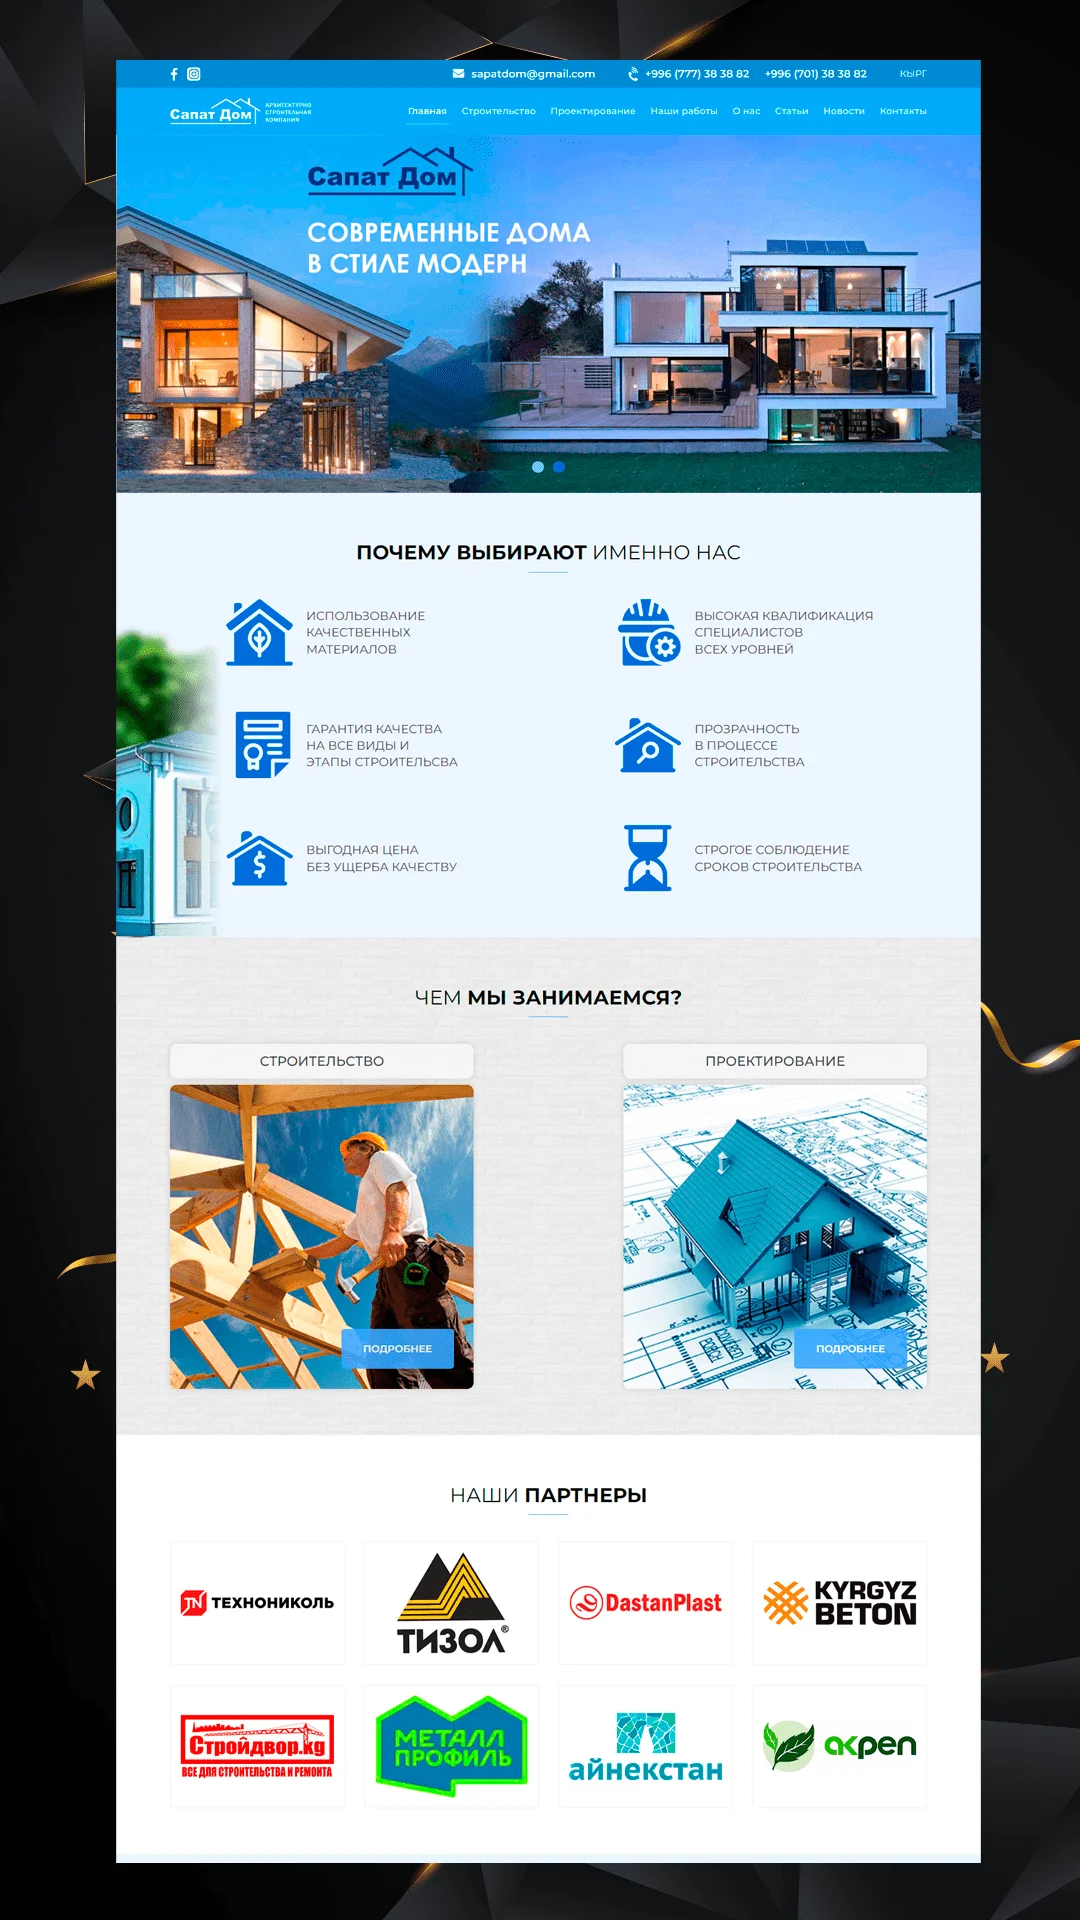 sapatdom@gmail.com
+996 (777) 38 38 82
+996 (701) 38 38 82
КЫРГ
Сапат Дом
АРХИТЕКТУРНО
СТРОИТЕЛЬНАЯ
КОМПАНИЯ
Главная
Строительство
Проектирование
Наши работы
О нас
Статьи
Новости
Контакты
Сапат Дом
СОВРЕМЕННЫЕ ДОМА
В СТИЛЕ МОДЕРН
ПОЧЕМУ ВЫБИРАЮТ ИМЕННО НАС
ИСПОЛЬЗОВАНИЕ
КАЧЕСТВЕННЫХ
МАТЕРИАЛОВ
ВЫСОКАЯ КВАЛИФИКАЦИЯ
СПЕЦИАЛИСТОВ
ВСЕХ УРОВНЕЙ
ГАРАНТИЯ КАЧЕСТВА
НА ВСЕ ВИДЫ И
ЭТАПЫ СТРОИТЕЛЬСВА
ПРОЗРАЧНОСТЬ
В ПРОЦЕССЕ
СТРОИТЕЛЬСТВА
ВЫГОДНАЯ ЦЕНА
БЕЗ УЩЕРБА КАЧЕСТВУ
СТРОГОЕ СОБЛЮДЕНИЕ
СРОКОВ СТРОИТЕЛЬСТВА
ЧЕМ МЫ ЗАНИМАЕМСЯ?
СТРОИТЕЛЬСТВО
ПРОЕКТИРОВАНИЕ
ПОДРОБНЕЕ
ПОДРОБНЕЕ
НАШИ ПАРТНЕРЫ
TN ТЕХНОНИКОЛЬ
ТИЗОЛ®
DastanPlast
KYRGYZ
BETON
Стройдвор.kg
ВСЕ ДЛЯ СТРОИТЕЛЬСТВА И РЕМОНТА
МЕТАЛЛ
ПРОФИЛЬ
айнекстан
акреп